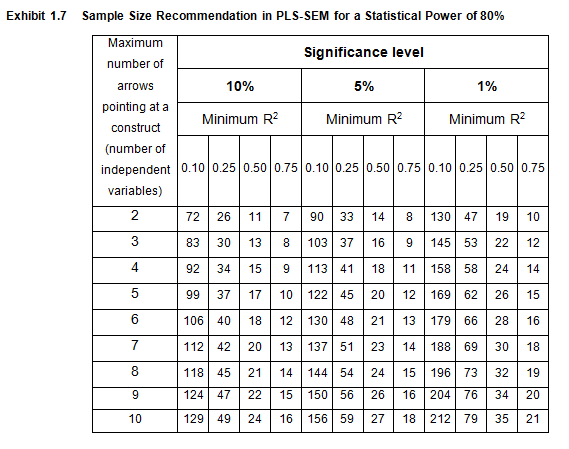 Exhibit 1.7 Sample Size Recommendation in PLS-SEM for a Statistical Power of 80%
Maximum
number of
arrows
pointing at a
construct
(number of
independent
variables)
Significance level
10% 5% 1%
Minimum R² Minimum R² Minimum R²
0.10 0.25 0.50 0.75 0.10 0.25 0.50 0.75 0.10 0.25 0.50 0.75
2 72 26 11 7 90 33 14 8 130 47 19 10
3 83 30 13 8 103 37 16 9 145 53 22 12
4 92 34 15 9 113 41 18 11 158 58 24 14
5 99 37 17 10 122 45 20 12 169 62 26 15
6 106 40 18 12 130 48 21 13 179 66 28 16
7 112 42 20 13 137 51 23 14 188 69 30 18
8 118 45 21 14 144 54 24 15 196 73 32 19
9 124 47 22 15 150 56 26 16 204 76 34 20
10 129 49 24 16 156 59 27 18 212 79 35 21